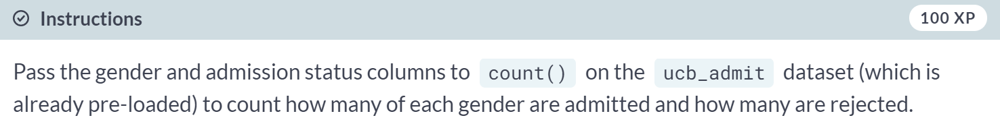 Instructions 100 XP
Pass the gender and admission status columns to count() on the ucb_admit dataset (which is
already pre-loaded) to count how many of each gender are admitted and how many are rejected.